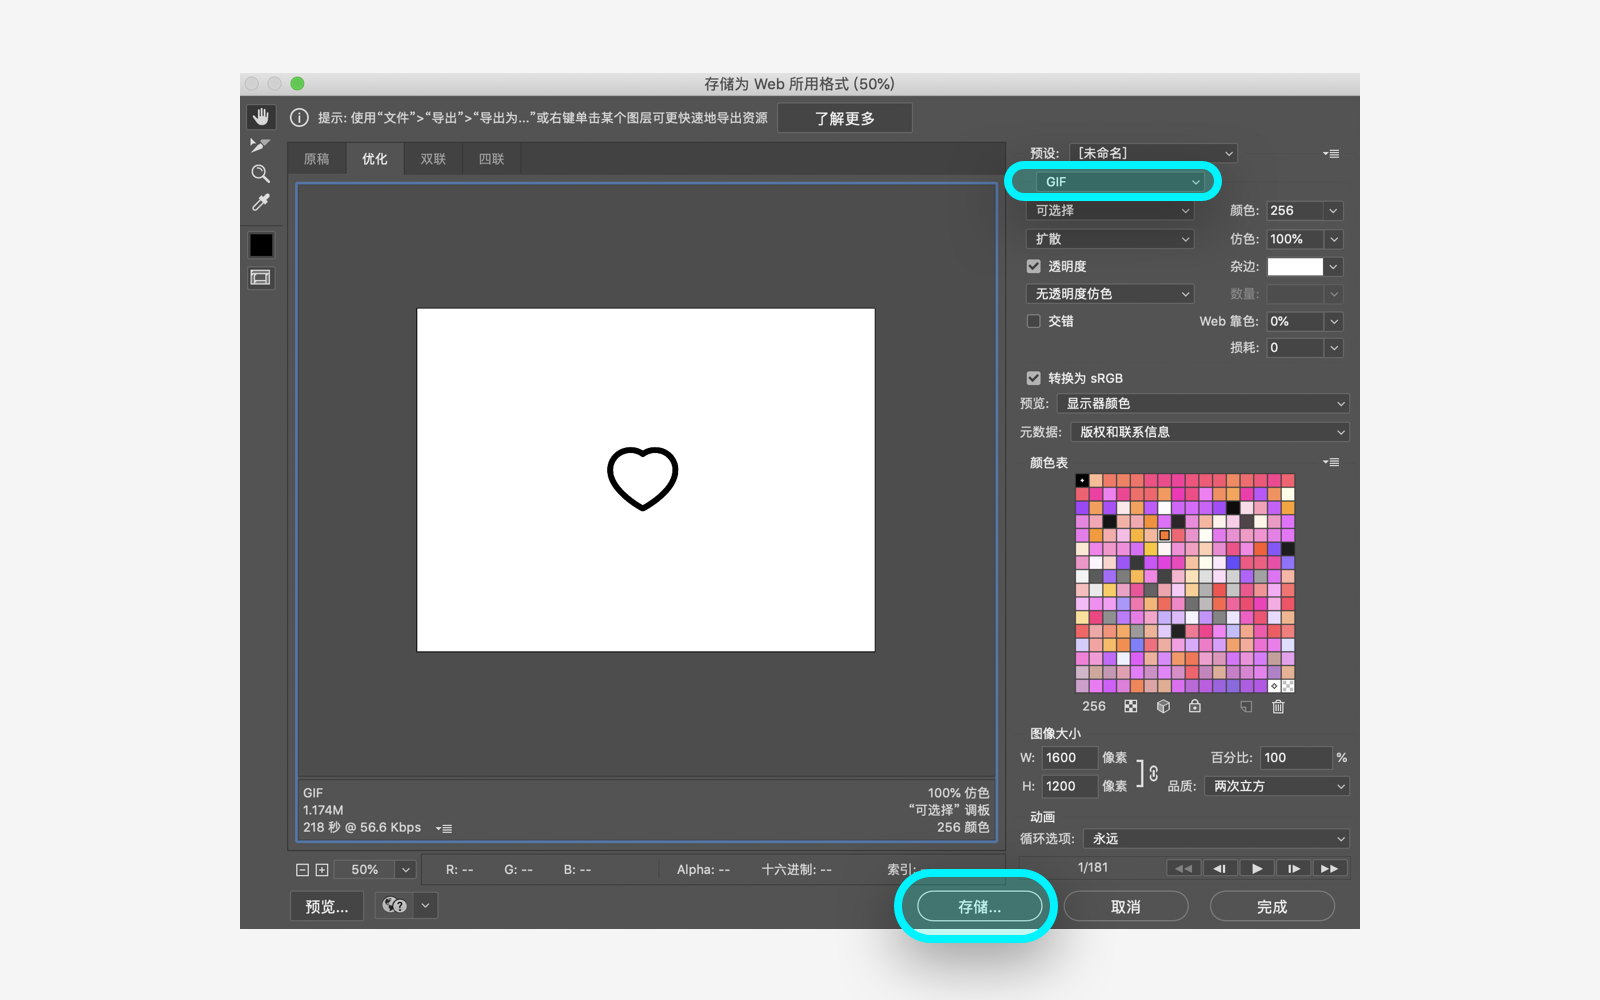 存储为 Web 所用格式 (50%)
提示: 使用“文件”>“导出”>“导出为...”或右键单击某个图层可更快速地导出资源
了解更多
原稿 优化 双联 四联
预设: [未命名]
GIF
可选择 颜色: 256
扩散 仿色: 100%
透明度 杂边:
无透明度仿色 数量:
交错 Web 靠色: 0%
损耗: 0
转换为 sRGB
预览: 显示器颜色
元数据: 版权和联系信息
颜色表
256
图像大小
W: 1600 像素 百分比: 100 %
H: 1200 像素 品质: 两次立方
动画
循环选项: 永远
1/181
GIF 100% 仿色
1.174M “可选择” 调板
218 秒 @ 56.6 Kbps 256 颜色
50% R: -- G: -- B: -- Alpha: -- 十六进制: -- 索引: --
预览... 存储... 取消 完成